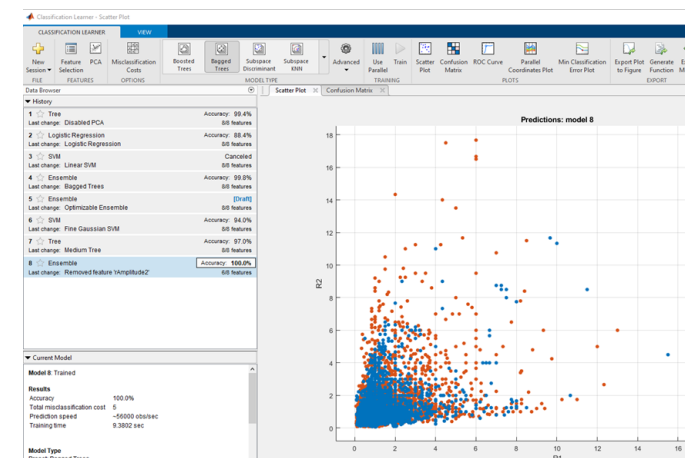 Classification Learner - Scatter Plot
CLASSIFICATION LEARNER VIEW
New Session Feature Selection PCA Misclassification Costs Boosted Trees Bagged Trees Subspace Discriminant Subspace KNN Advanced Use Parallel Train Scatter Plot Confusion Matrix ROC Curve Parallel Coordinates Plot Min Classification Error Plot Export Plot to Figure Generate Function
FILE FEATURES OPTIONS MODEL TYPE TRAINING PLOTS EXPORT
Data Browser
Scatter Plot Confusion Matrix
History
1 Tree Accuracy: 99.4%
Last change: Disabled PCA 8/8 features
2 Logistic Regression Accuracy: 88.4%
Last change: Logistic Regression 8/8 features
3 SVM Canceled
Last change: Linear SVM 8/8 features
4 Ensemble Accuracy: 99.8%
Last change: Bagged Trees 8/8 features
5 Ensemble [Draft]
Last change: Optimizable Ensemble 8/8 features
6 SVM Accuracy: 94.0%
Last change: Fine Gaussian SVM 8/8 features
7 Tree Accuracy: 97.0%
Last change: Medium Tree 8/8 features
8 Ensemble Accuracy: 100.0%
Last change: Removed feature 'rAmplitude2' 6/8 features
Current Model
Model 8: Trained
Results
Accuracy 100.0%
Total misclassification cost 5
Prediction speed ~56000 obs/sec
Training time 9.3802 sec
Model Type
Predictions: model 8
18
16
14
12
10
8
6
4
2
0
R2
0 2 4 6 8 10 12 14 16